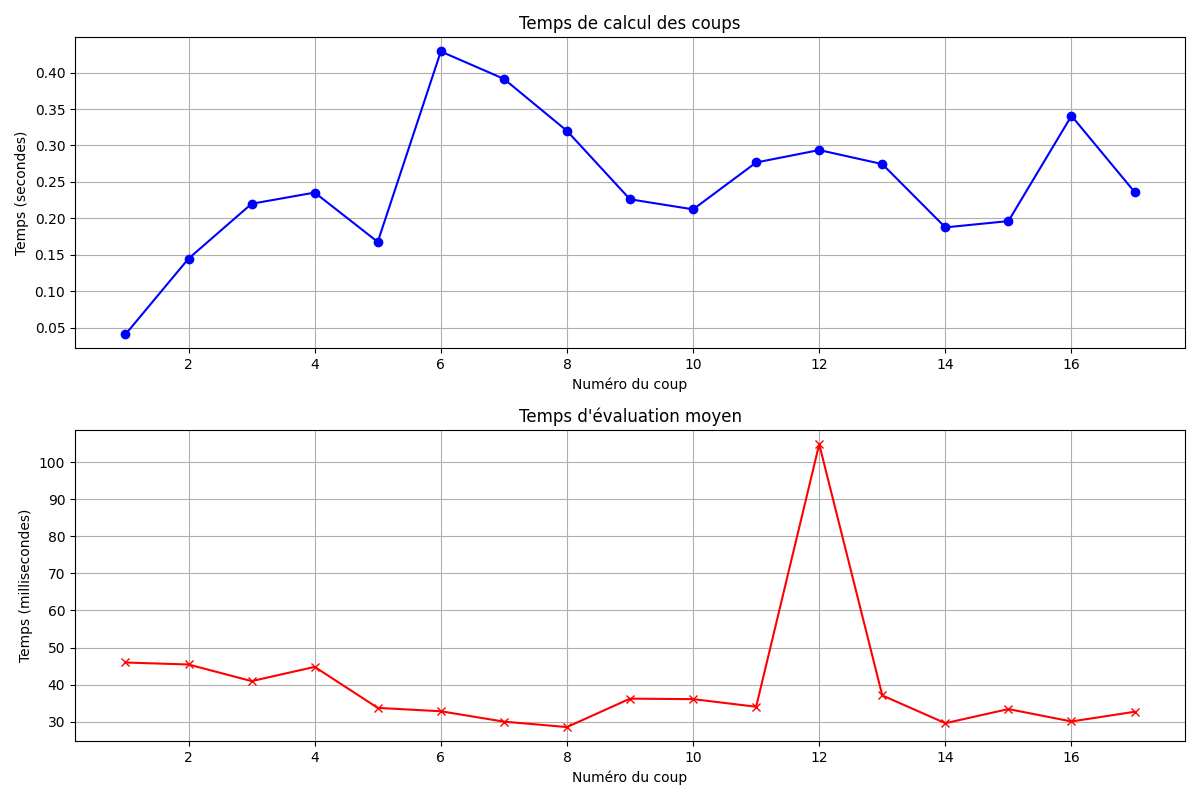 Temps de calcul des coups
Temps (secondes)
0.40
0.35
0.30
0.25
0.20
0.15
0.10
0.05
2 4 6 8 10 12 14 16
Numéro du coup
Temps d'évaluation moyen
Temps (millisecondes)
100
90
80
70
60
50
40
30
2 4 6 8 10 12 14 16
Numéro du coup